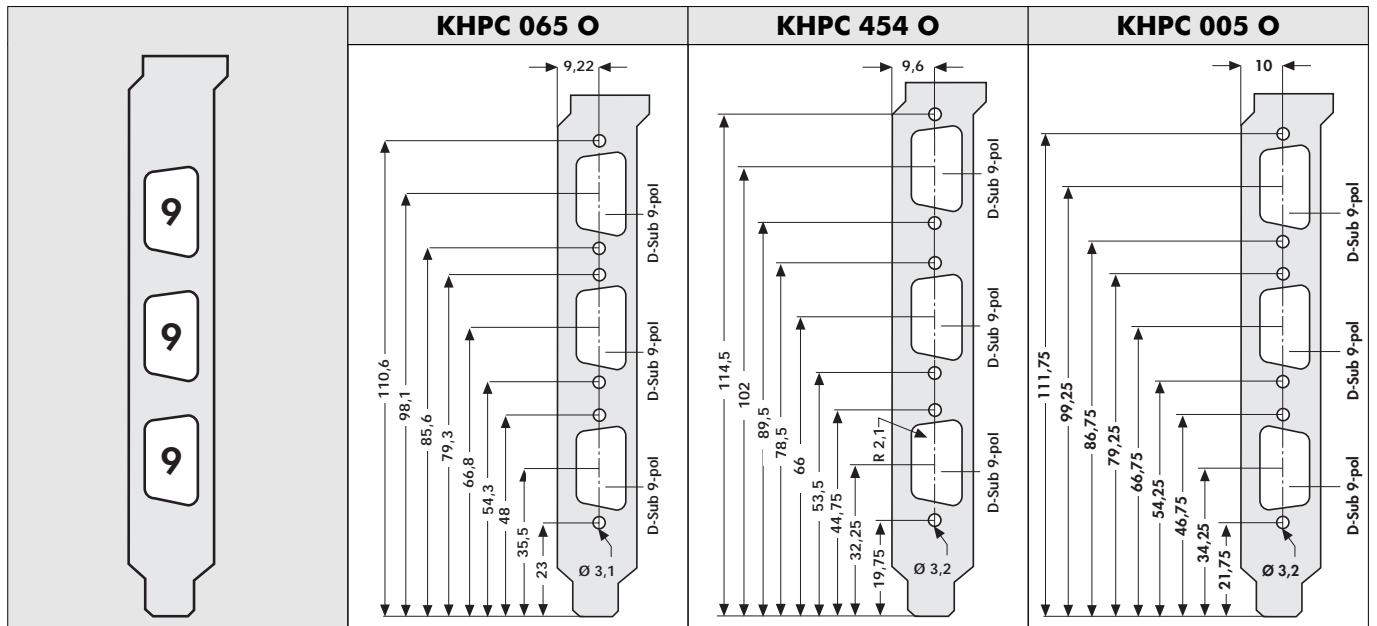 KHPC 065 O
KHPC 454 O
KHPC 005 O
9
9
9
9,22
110,6
98,1
85,6
79,3
66,8
54,3
48
35,5
23
Ø 3,1
D-Sub 9-pol
D-Sub 9-pol
D-Sub 9-pol
9,6
114,5
102
89,5
78,5
66
53,5
44,75
32,25
19,75
R 2,1
Ø 3,2
D-Sub 9-pol
D-Sub 9-pol
D-Sub 9-pol
10
111,75
99,25
86,75
79,25
66,75
54,25
46,75
34,25
21,75
Ø 3,2
D-Sub 9-pol
D-Sub 9-pol
D-Sub 9-pol